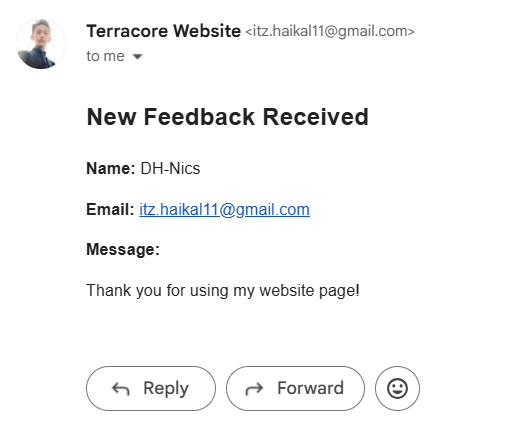 Terracore Website <itz.haikal11@gmail.com>
to me
New Feedback Received
Name: DH-Nics
Email: itz.haikal11@gmail.com
Message:
Thank you for using my website page!
Reply Forward